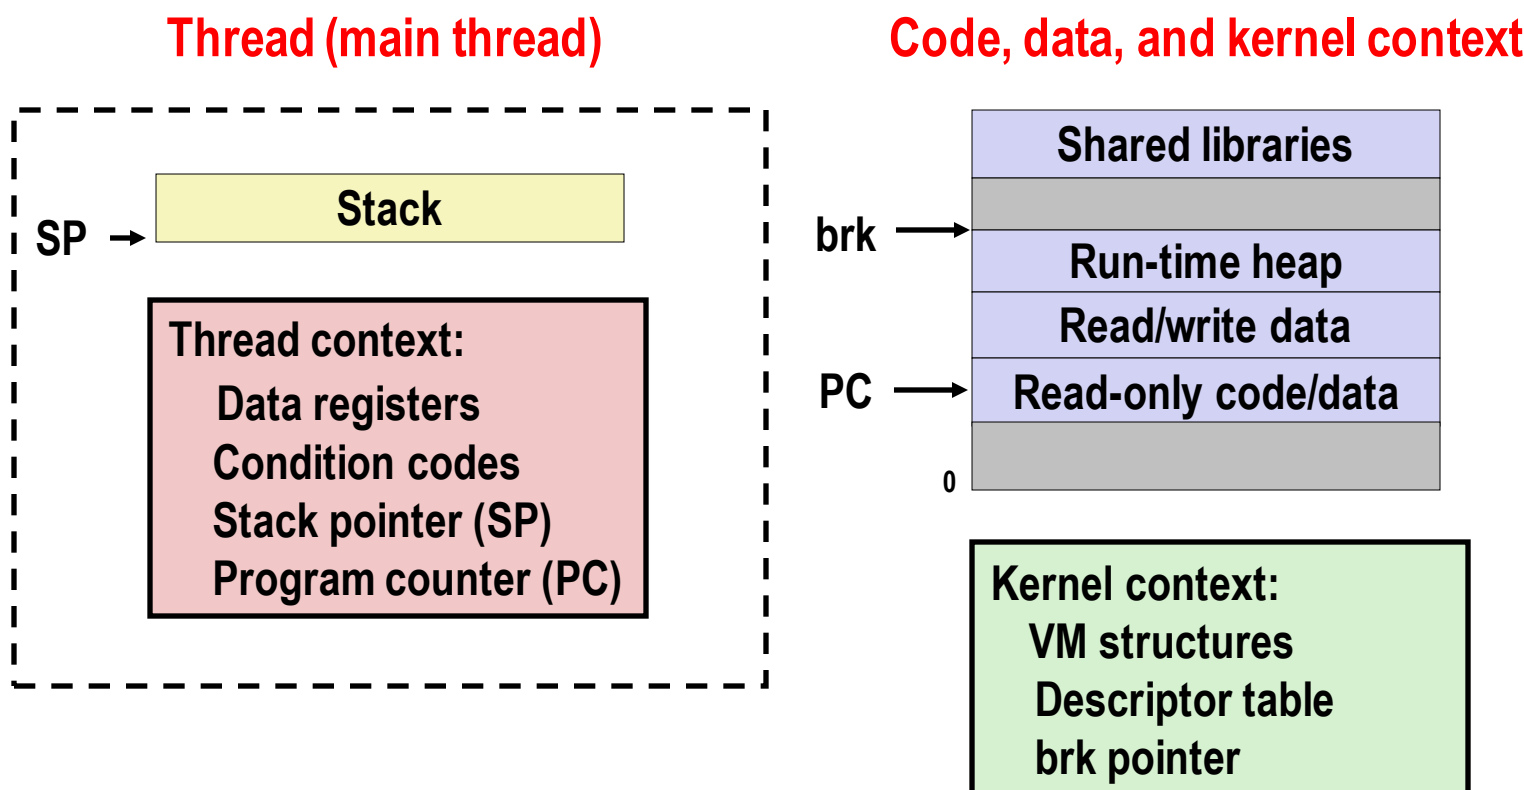 Thread (main thread)
Stack
SP
Thread context:
Data registers
Condition codes
Stack pointer (SP)
Program counter (PC)
Code, data, and kernel context
Shared libraries
brk
Run-time heap
Read/write data
PC
Read-only code/data
0
Kernel context:
VM structures
Descriptor table
brk pointer